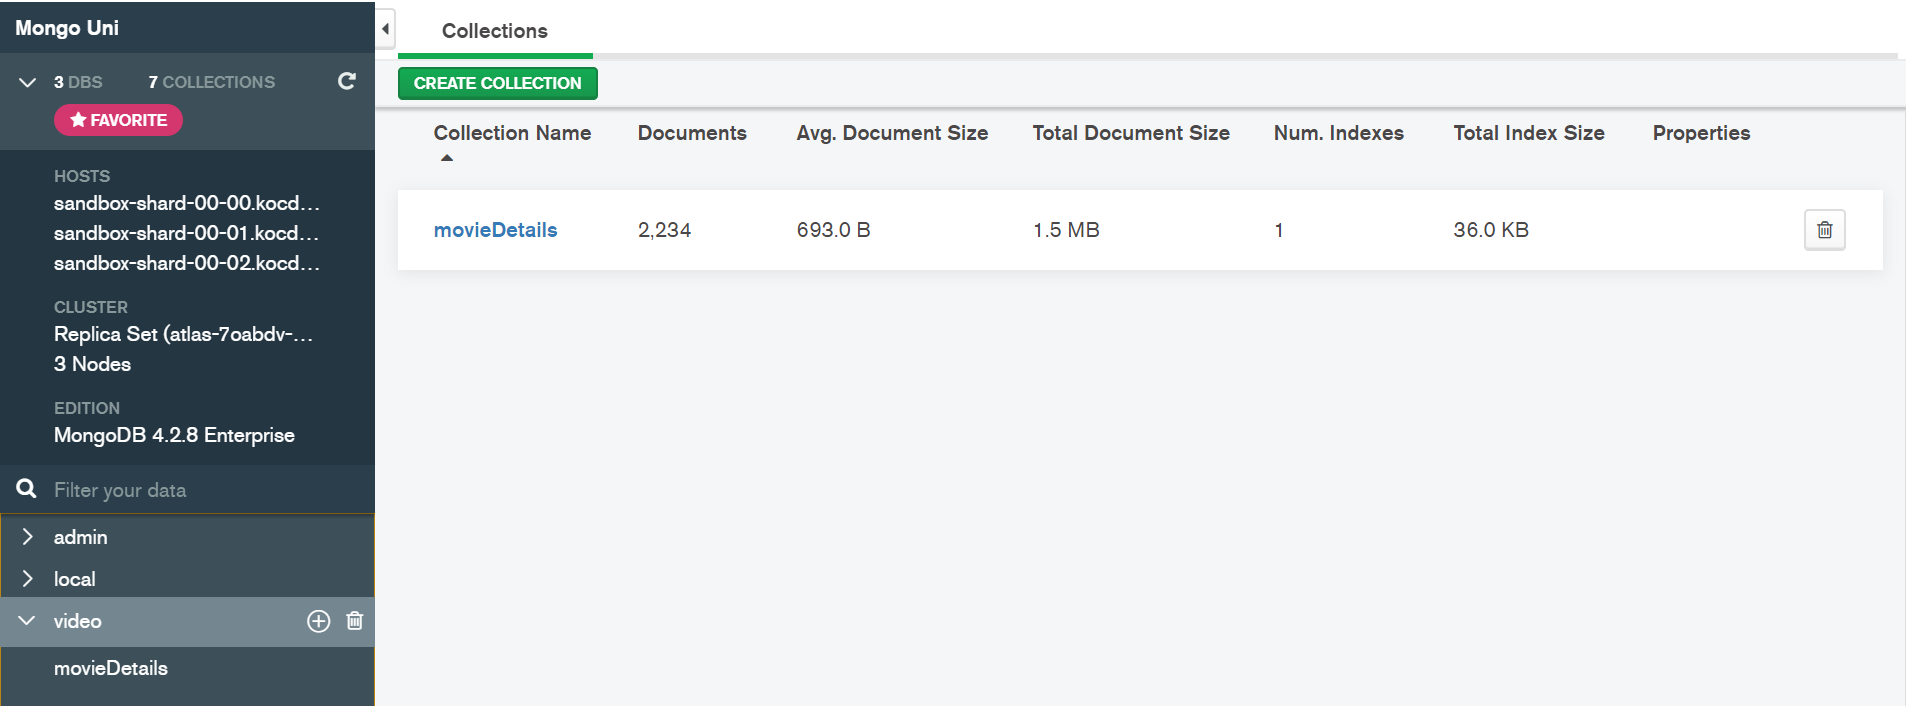 Mongo Uni
3 DBS 7 COLLECTIONS
FAVORITE
HOSTS
sandbox-shard-00-00.kocd...
sandbox-shard-00-01.kocd...
sandbox-shard-00-02.kocd...
CLUSTER
Replica Set (atlas-7oabdv-...
3 Nodes
EDITION
MongoDB 4.2.8 Enterprise
Filter your data
admin
local
video
movieDetails
Collections
CREATE COLLECTION
Collection Name Documents Avg. Document Size Total Document Size Num. Indexes Total Index Size Properties
movieDetails 2,234 693.0 B 1.5 MB 1 36.0 KB